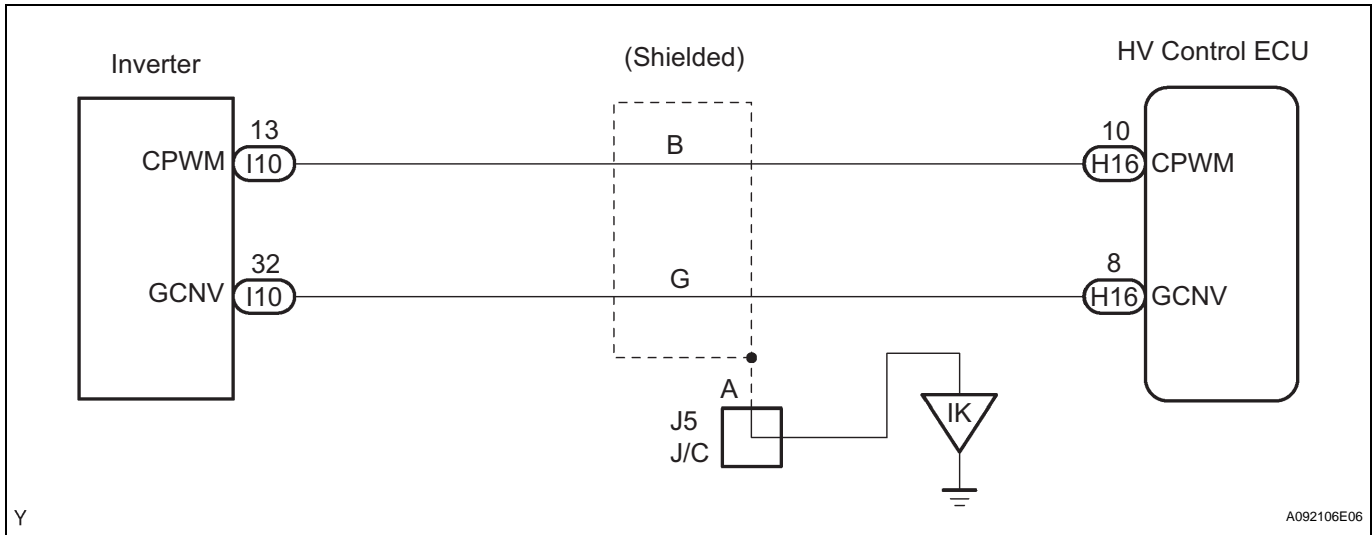 Inverter
(Shielded)
HV Control ECU
13
B
10
CPWM
I10
H16
CPWM
32
G
8
GCNV
I10
H16
GCNV
A
J5
J/C
IK
Y
A092106E06